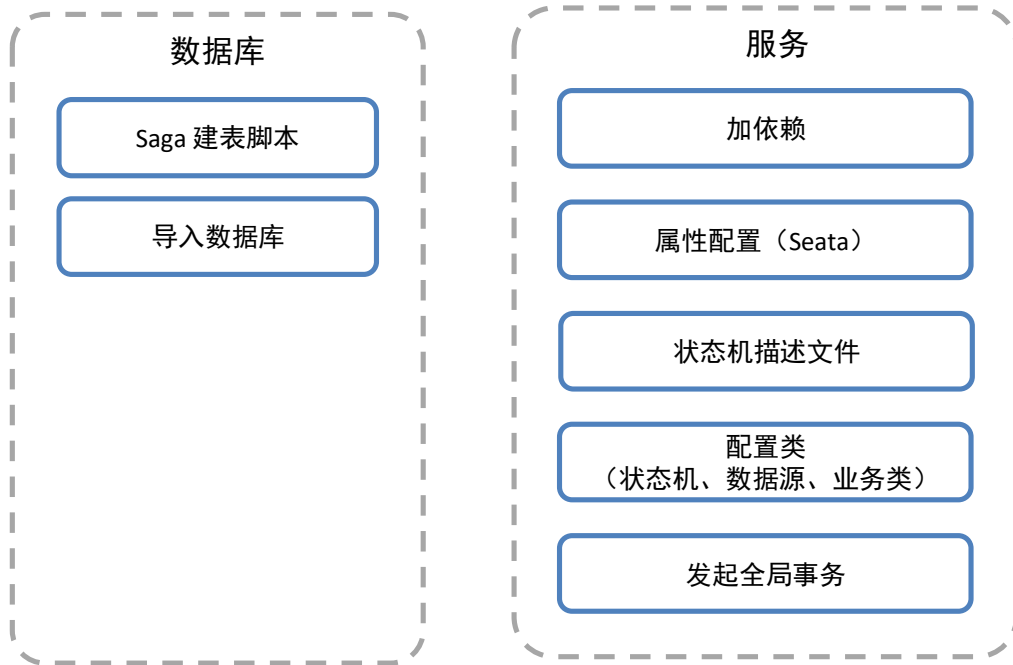 数据库
Saga 建表脚本
导入数据库
服务
加依赖
属性配置（Seata）
状态机描述文件
配置类
（状态机、数据源、业务类）
发起全局事务